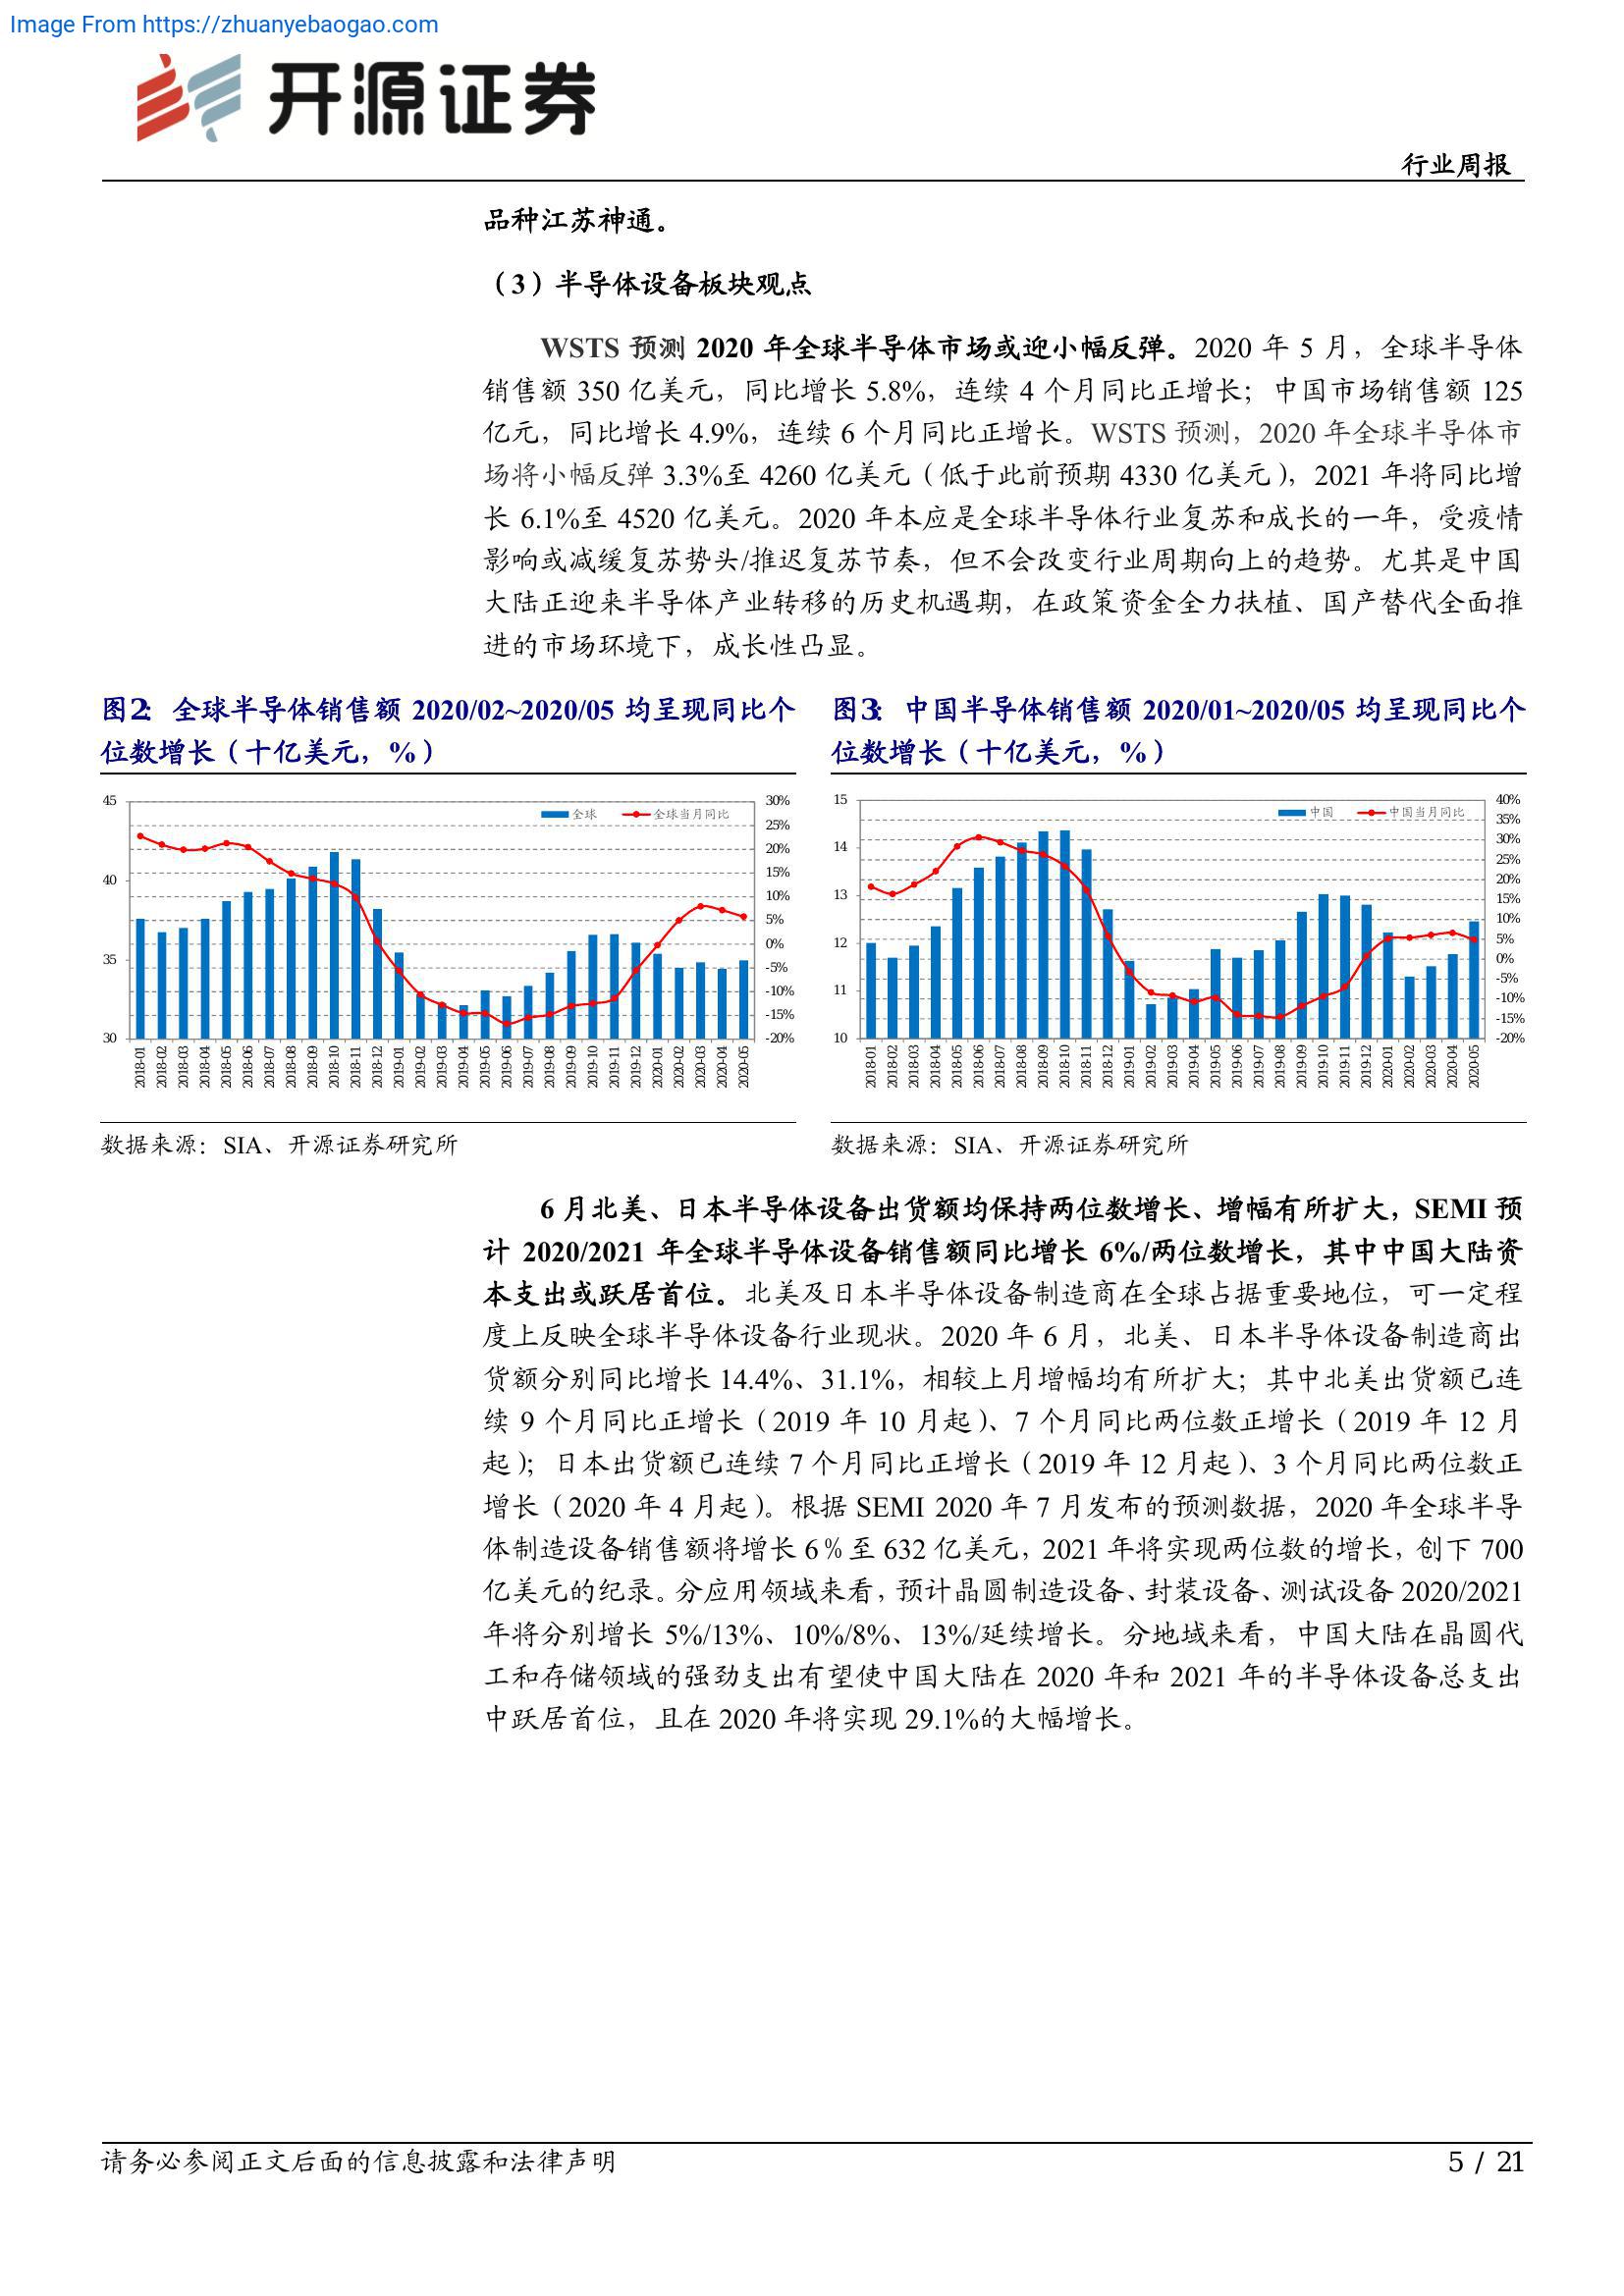 Image From https://zhuanyebaogao.com
开源证券
行业周报
品种江苏神通。
（3）半导体设备板块观点
WSTS 预测 2020 年全球半导体市场或迎小幅反弹。2020 年 5 月，全球半导体
销售额 350 亿美元，同比增长 5.8%，连续 4 个月同比正增长；中国市场销售额 125
亿元，同比增长 4.9%，连续 6 个月同比正增长。WSTS 预测，2020 年全球半导体市
场将小幅反弹 3.3%至 4260 亿美元（低于此前预期 4330 亿美元），2021 年将同比增
长 6.1%至 4520 亿美元。2020 年本应是全球半导体行业复苏和成长的一年，受疫情
影响或减缓复苏势头/推迟复苏节奏，但不会改变行业周期向上的趋势。尤其是中国
大陆正迎来半导体产业转移的历史机遇期，在政策资金全力扶植、国产替代全面推
进的市场环境下，成长性凸显。
图2：全球半导体销售额 2020/02~2020/05 均呈现同比个
位数增长（十亿美元，%）
45
40
35
30
全球
全球当月同比
30%
25%
20%
15%
10%
5%
0%
-5%
-10%
-15%
-20%
2018-01
2018-02
2018-03
2018-04
2018-05
2018-06
2018-07
2018-08
2018-09
2018-10
2018-11
2018-12
2019-01
2019-02
2019-03
2019-04
2019-05
2019-06
2019-07
2019-08
2019-09
2019-10
2019-11
2019-12
2020-01
2020-02
2020-03
2020-04
2020-05
数据来源：SIA、开源证券研究所
图3：中国半导体销售额 2020/01~2020/05 均呈现同比个
位数增长（十亿美元，%）
15
14
13
12
11
10
中国
中国当月同比
40%
35%
30%
25%
20%
15%
10%
5%
0%
-5%
-10%
-15%
-20%
2018-01
2018-02
2018-03
2018-04
2018-05
2018-06
2018-07
2018-08
2018-09
2018-10
2018-11
2018-12
2019-01
2019-02
2019-03
2019-04
2019-05
2019-06
2019-07
2019-08
2019-09
2019-10
2019-11
2019-12
2020-01
2020-02
2020-03
2020-04
2020-05
数据来源：SIA、开源证券研究所
6 月北美、日本半导体设备出货额均保持两位数增长、增幅有所扩大，SEMI 预
计 2020/2021 年全球半导体设备销售额同比增长 6%/两位数增长，其中中国大陆资
本支出或跃居首位。北美及日本半导体设备制造商在全球占据重要地位，可一定程
度上反映全球半导体设备行业现状。2020 年 6 月，北美、日本半导体设备制造商出
货额分别同比增长 14.4%、31.1%，相较上月增幅均有所扩大；其中北美出货额已连
续 9 个月同比正增长（2019 年 10 月起）、7 个月同比两位数正增长（2019 年 12 月
起）；日本出货额已连续 7 个月同比正增长（2019 年 12 月起）、3 个月同比两位数正
增长（2020 年 4 月起）。根据 SEMI 2020 年 7 月发布的预测数据，2020 年全球半导
体制造设备销售额将增长 6％至 632 亿美元，2021 年将实现两位数的增长，创下 700
亿美元的纪录。分应用领域来看，预计晶圆制造设备、封装设备、测试设备 2020/2021
年将分别增长 5%/13%、10%/8%、13%/延续增长。分地域来看，中国大陆在晶圆代
工和存储领域的强劲支出有望使中国大陆在 2020 年和 2021 年的半导体设备总支出
中跃居首位，且在 2020 年将实现 29.1%的大幅增长。
请务必参阅正文后面的信息披露和法律声明
5 / 21